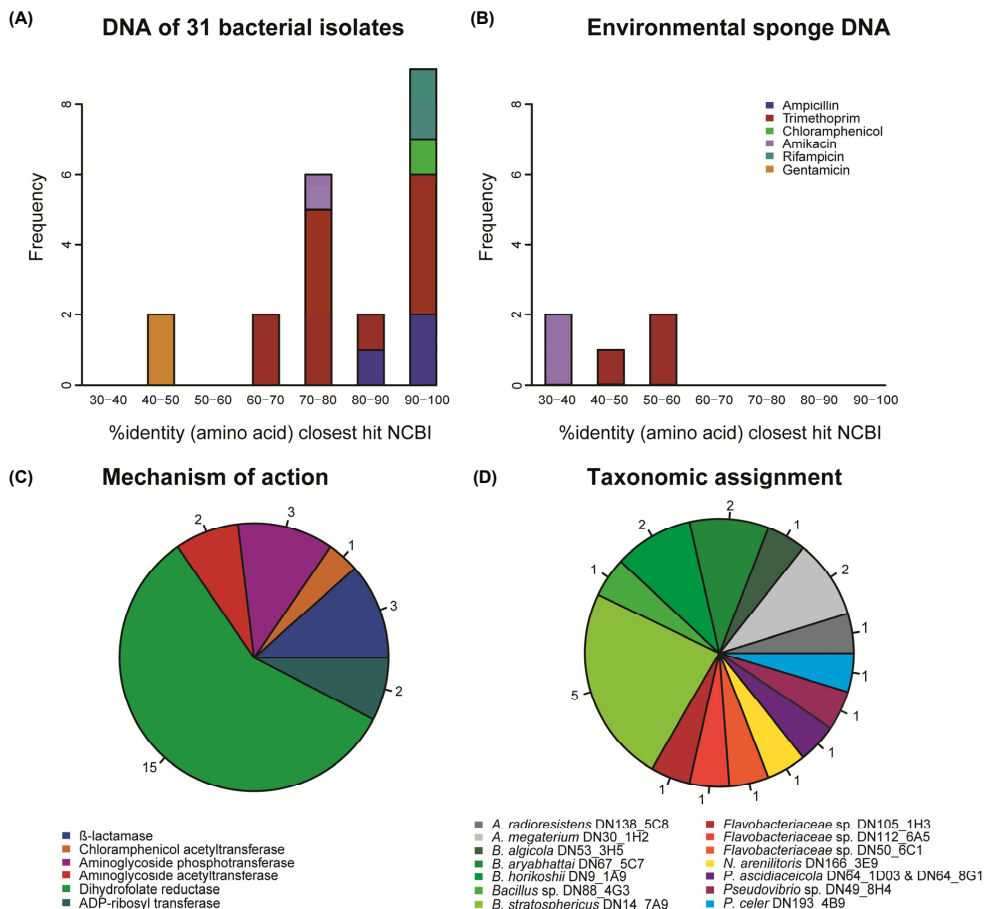 (A) DNA of 31 bacterial isolates
8
6
4
2
0
Frequency
30−40 40−50 50−60 60−70 70−80 80−90 90−100
%identity (amino acid) closest hit NCBI
(B) Environmental sponge DNA
8
6
4
2
0
Frequency
Ampicillin
Trimethoprim
Chloramphenicol
Amikacin
Rifampicin
Gentamicin
30−40 40−50 50−60 60−70 70−80 80−90 90−100
%identity (amino acid) closest hit NCBI
(C) Mechanism of action
2
3
1
3
2
15
ß-lactamase
Chloramphenicol acetyltransferase
Aminoglycoside phosphotransferase
Aminoglycoside acetyltransferase
Dihydrofolate reductase
ADP-ribosyl transferase
(D) Taxonomic assignment
2
2
1
1
2
1
5
1
1
1
1
1
1
1
A. radioresistens DN138_5C8
A. megaterium DN30_1H2
B. algicola DN53_3H5
B. aryabhattai DN67_5C7
B. horikoshii DN9_1A9
Bacillus sp. DN88_4G3
B. stratosphericus DN14_7A9
Flavobacteriaceae sp. DN105_1H3
Flavobacteriaceae sp. DN112_6A5
Flavobacteriaceae sp. DN50_6C1
N. arenilitoris DN166_3E9
P. ascidiaceicola DN64_1D03 & DN64_8G1
Pseudovibrio sp. DN49_8H4
P. celer DN193_4B9